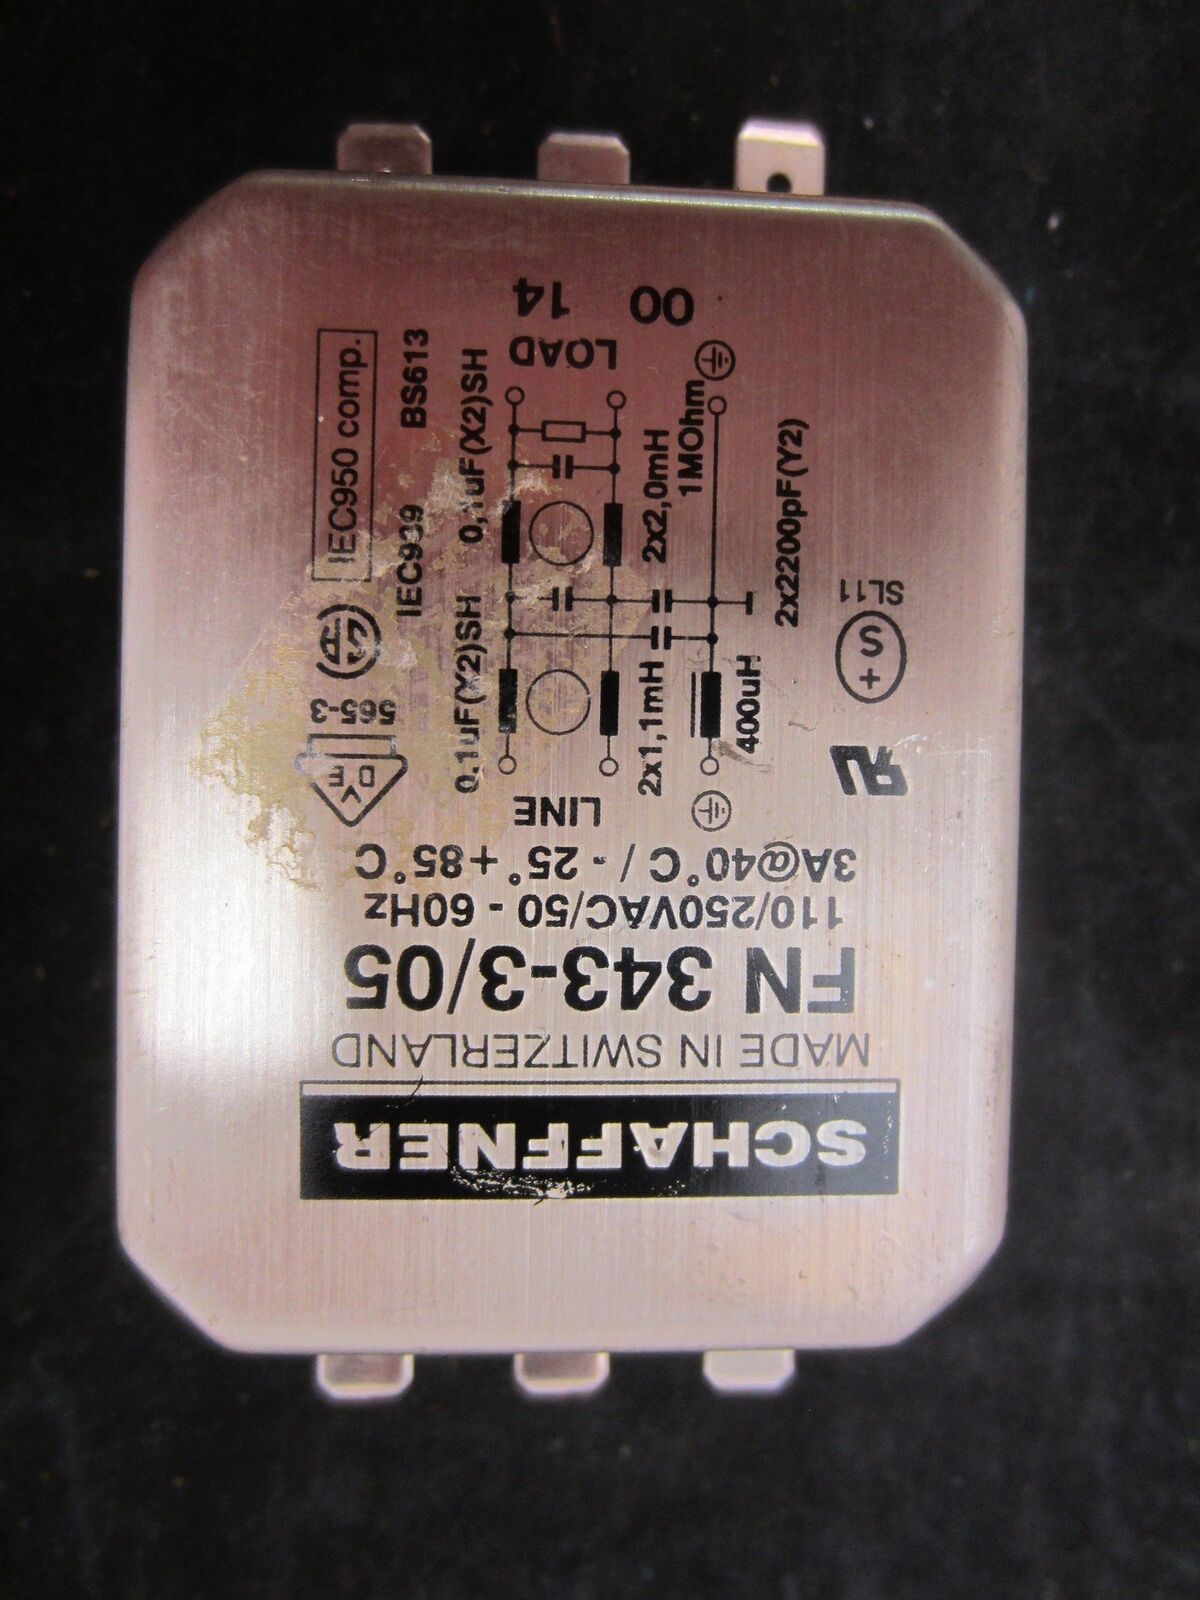 SCHAFFNER
MADE IN SWITZERLAND
FN 343-3/05
110/250VAC/50 - 60Hz
3A@40°C / - 25° +85°C
LINE
400uH
2x1,1mH
0,1uF(X2)SH
2x2200pF(Y2)
2x2,0mH
1MOhm
0,1uF(X2)SH
LOAD
00 14
S+
SL11
DVE
565-3
IEC939 BS613
IEC950 comp.